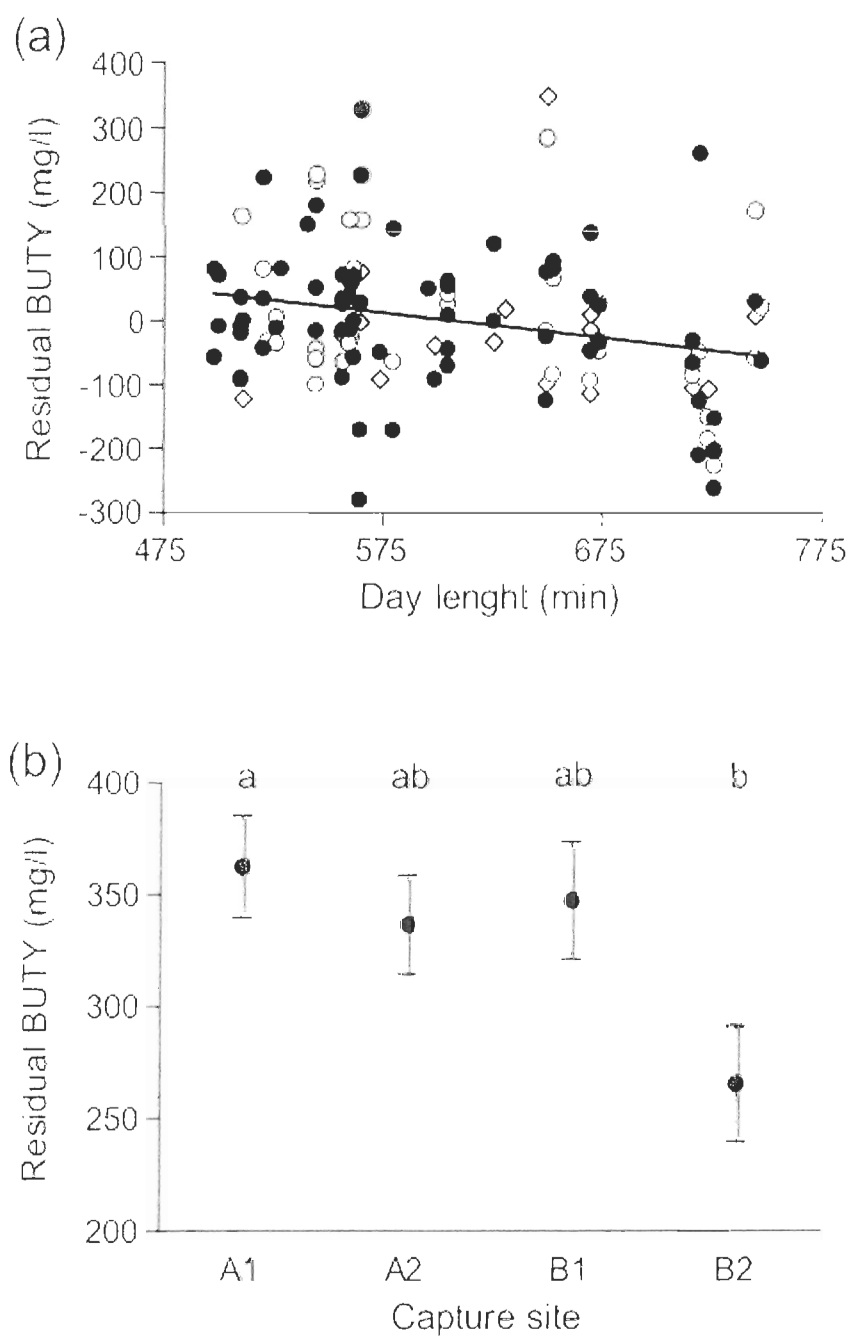 (a)
Residual BUTY (mg/l)
400
300
200
100
0
-100
-200
-300
475 575 675 775
Day lenght (min)
(b)
Residual BUTY (mg/l)
400
350
300
250
200
a ab ab b
A1 A2 B1 B2
Capture site